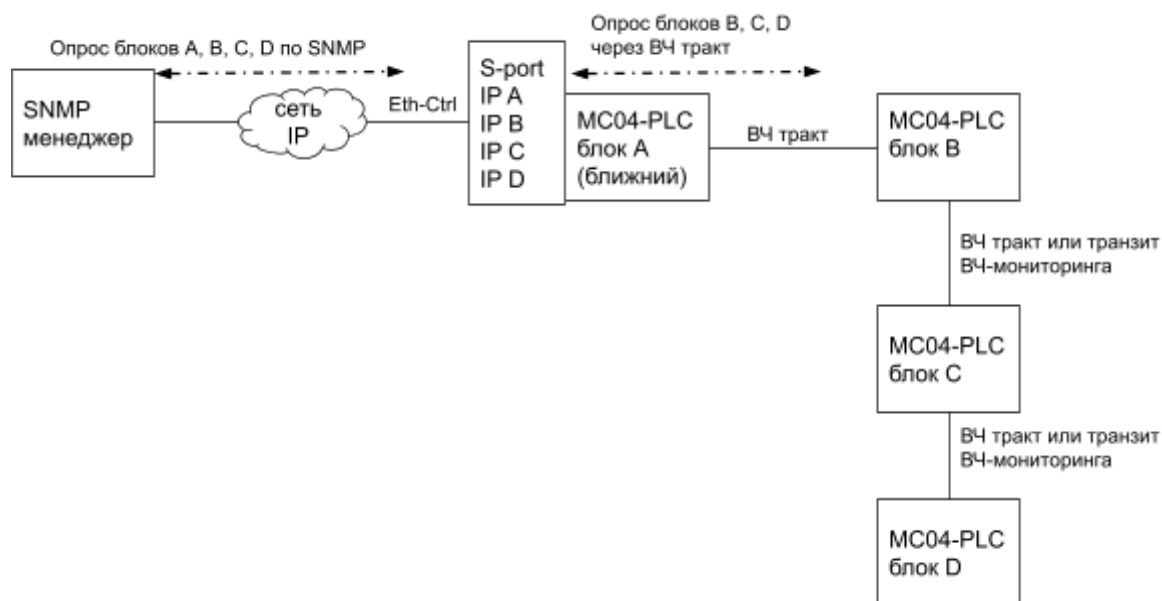 Опрос блоков A, B, C, D по SNMP
Опрос блоков B, C, D
через ВЧ тракт
SNMP
менеджер
сеть
IP
Eth-Ctrl
S-port
IP A
IP B
IP C
IP D
MC04-PLC
блок A
(ближний)
ВЧ тракт
MC04-PLC
блок B
ВЧ тракт или транзит
ВЧ-мониторинга
MC04-PLC
блок C
ВЧ тракт или транзит
ВЧ-мониторинга
MC04-PLC
блок D